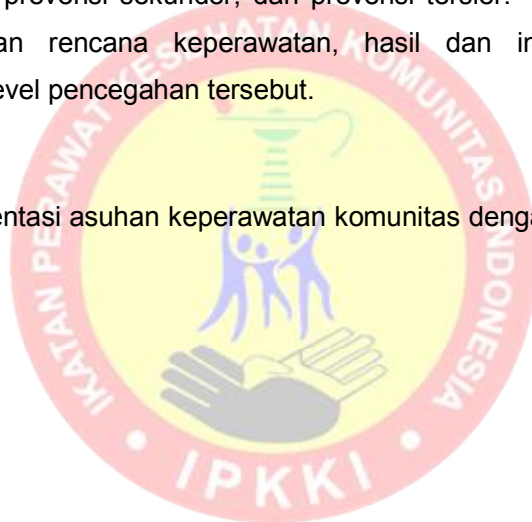 prevensi sekunder, dan prevensi tersier.
an rencana keperawatan, hasil dan in
evel pencegahan tersebut.
entasi asuhan keperawatan komunitas denga
IKATAN PERAWAT KESEHATAN KOMUNITAS INDONESIA
IPKKI